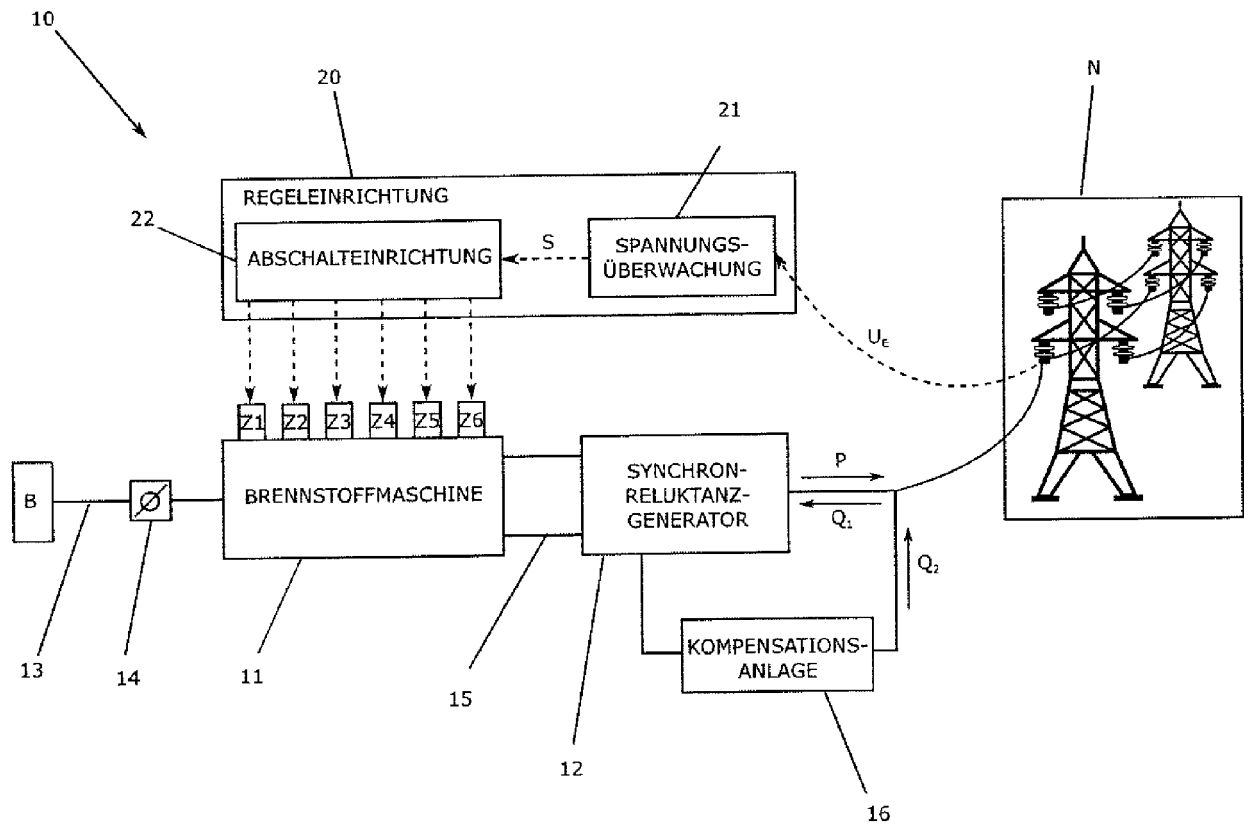 10
20
21
N
REGELEINRICHTUNG
22
ABSCHALTEINRICHTUNG
S
SPANNUNGS-
ÜBERWACHUNG
U_E
Z1 Z2 Z3 Z4 Z5 Z6
B
BRENNSTOFFMASCHINE
SYNCHRON-
RELUKTANZ-
GENERATOR
P
Q₁
Q₂
KOMPENSATIONS-
ANLAGE
13
14
11
15
12
16